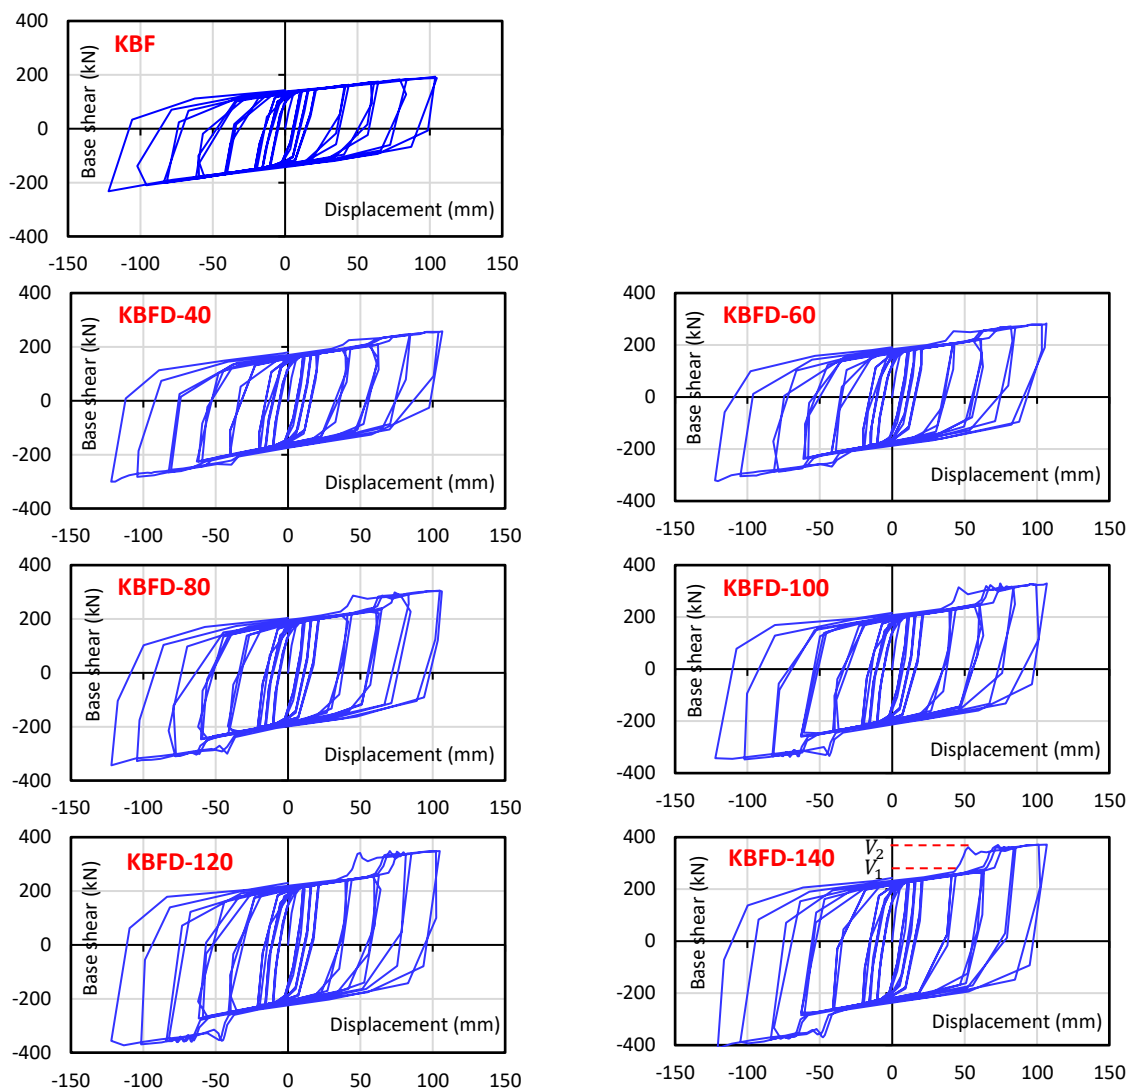 KBF
Base shear (kN)
Displacement (mm)
400
200
0
-200
-400
-150 -100 -50 0 50 100 150
KBFD-40
Base shear (kN)
Displacement (mm)
400
200
0
-200
-400
-150 -100 -50 0 50 100 150
KBFD-60
Base shear (kN)
Displacement (mm)
400
200
0
-200
-400
-150 -100 -50 0 50 100 150
KBFD-80
Base shear (kN)
Displacement (mm)
400
200
0
-200
-400
-150 -100 -50 0 50 100 150
KBFD-100
Base shear (kN)
Displacement (mm)
400
200
0
-200
-400
-150 -100 -50 0 50 100 150
KBFD-120
Base shear (kN)
Displacement (mm)
400
200
0
-200
-400
-150 -100 -50 0 50 100 150
KBFD-140
V2
V1
Base shear (kN)
Displacement (mm)
400
200
0
-200
-400
-150 -100 -50 0 50 100 150